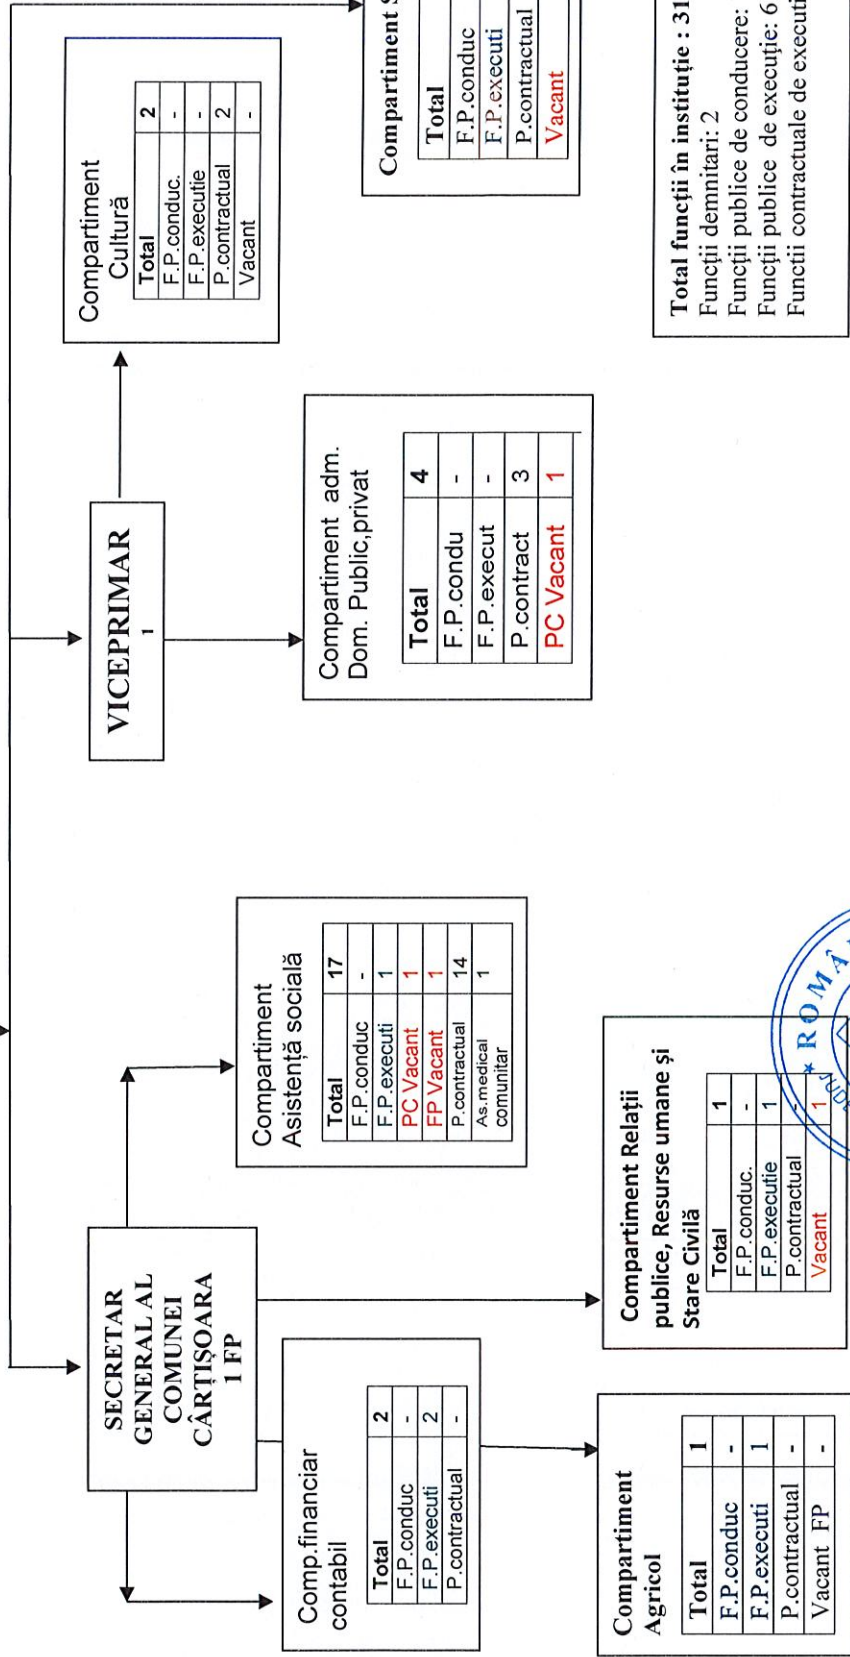 SECRETAR
GENERAL AL
COMUNEI
CÂRȚIȘOARA
1 FP
VICEPRIMAR
1
Compartiment
Cultură
Total 2
F.P.conduc. -
F.P.executie -
P.contractual 2
Vacant -
Comp.financiar
contabil
Total 2
F.P.conduc -
F.P.executi 2
P.contractual -
Compartiment
Asistență socială
Total 17
F.P.conduc -
F.P.executi 1
PC Vacant 1
FP Vacant 1
P.contractual 14
As.medical 1
comunitar
Compartiment adm.
Dom. Public,privat
Total 4
F.P.condu -
F.P.execut -
P.contract 3
PC Vacant 1
Compartiment
Total
F.P.conduc
F.P.executi
P.contractual
Vacant
Compartiment
Agricol
Total 1
F.P.conduc -
F.P.executi 1
P.contractual -
Vacant FP -
Compartiment Relații
publice, Resurse umane și
Stare Civilă
Total 1
F.P.conduc. -
F.P.executie 1
P.contractual -
Vacant 1
Total funcții în instituție : 31
Funcții demnitari: 2
Funcții publice de conducere:
Funcții publice de execuție: 6
Functii contractuale de executi